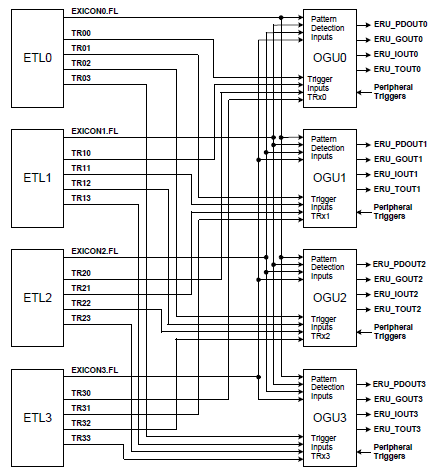 EXICON0.FL
ETL0
TR00
TR01
TR02
TR03
Pattern
Detection
Inputs
OGU0
Trigger
Inputs
TRx0
ERU_PDOUT0
ERU_GOUT0
ERU_IOUT0
ERU_TOUT0
Peripheral
Triggers
EXICON1.FL
ETL1
TR10
TR11
TR12
TR13
Pattern
Detection
Inputs
OGU1
Trigger
Inputs
TRx1
ERU_PDOUT1
ERU_GOUT1
ERU_IOUT1
ERU_TOUT1
Peripheral
Triggers
EXICON2.FL
ETL2
TR20
TR21
TR22
TR23
Pattern
Detection
Inputs
OGU2
Trigger
Inputs
TRx2
ERU_PDOUT2
ERU_GOUT2
ERU_IOUT2
ERU_TOUT2
Peripheral
Triggers
EXICON3.FL
ETL3
TR30
TR31
TR32
TR33
Pattern
Detection
Inputs
OGU3
Trigger
Inputs
TRx3
ERU_PDOUT3
ERU_GOUT3
ERU_IOUT3
ERU_TOUT3
Peripheral
Triggers